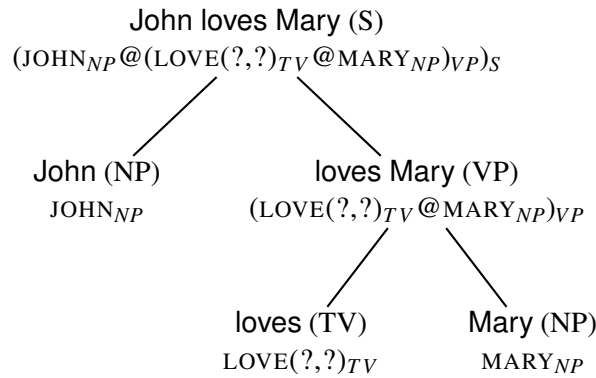 John loves Mary (S)
(JOHN_NP@(LOVE(?,?)_TV@MARY_NP)_VP)_S
John (NP)
loves Mary (VP)
JOHN_NP
(LOVE(?,?)_TV@MARY_NP)_VP
loves (TV)
Mary (NP)
LOVE(?,?)_TV
MARY_NP